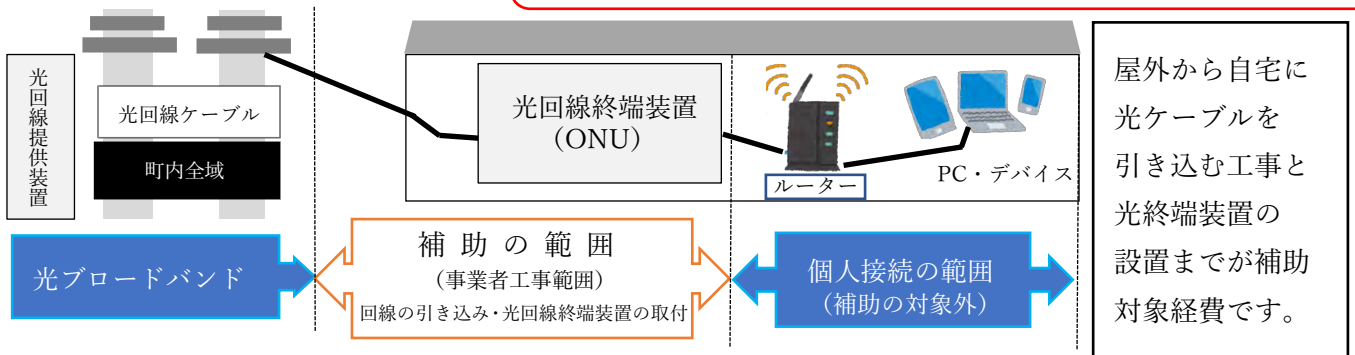 光回線提供装置
光回線ケーブル
町内全域
光回線終端装置
(ONU)
ルーター
PC・デバイス
光ブロードバンド
補助の範囲
(事業者工事範囲)
回線の引き込み・光回線終端装置の取付
個人接続の範囲
(補助の対象外)
屋外から自宅に
光ケーブルを
引き込む工事と
光終端装置の
設置までが補助
対象経費です。